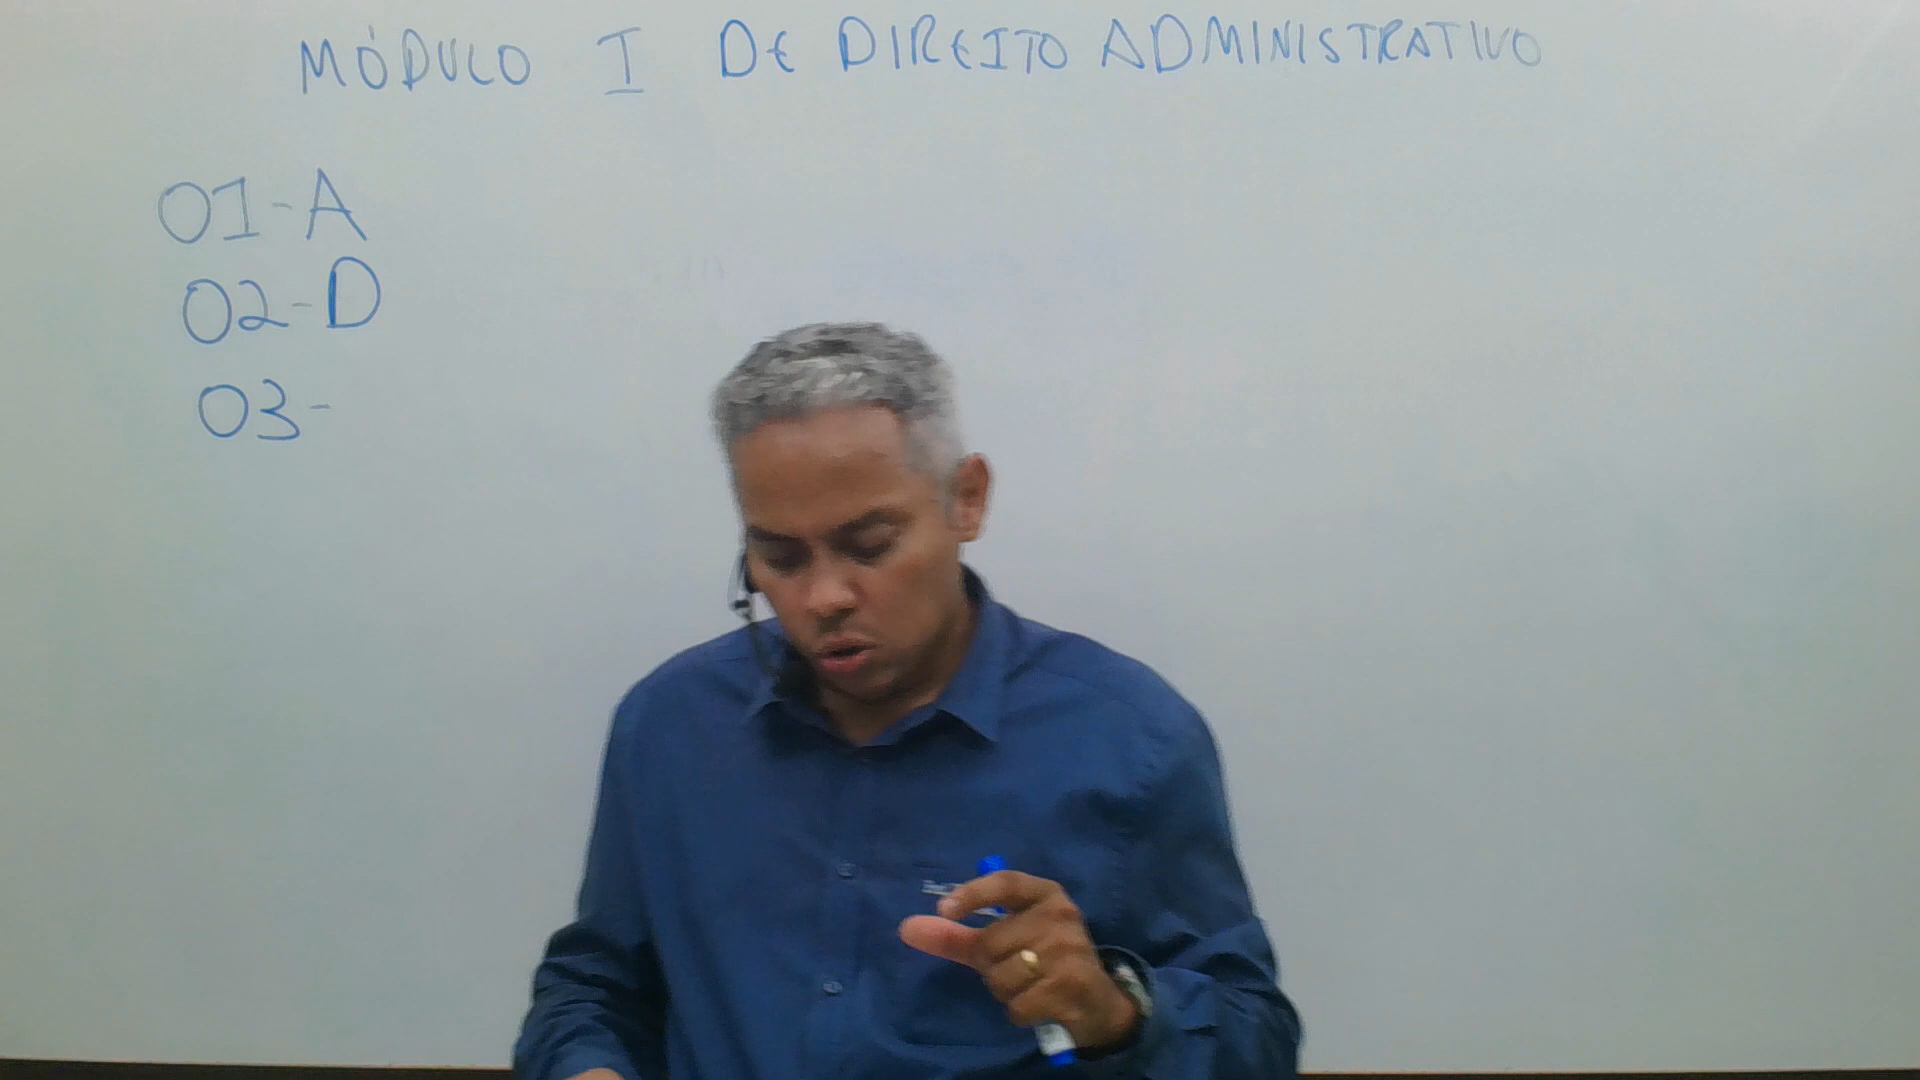 MÓDULO I DE DIREITO ADMINISTRATIVO
01-A
02-D
03-